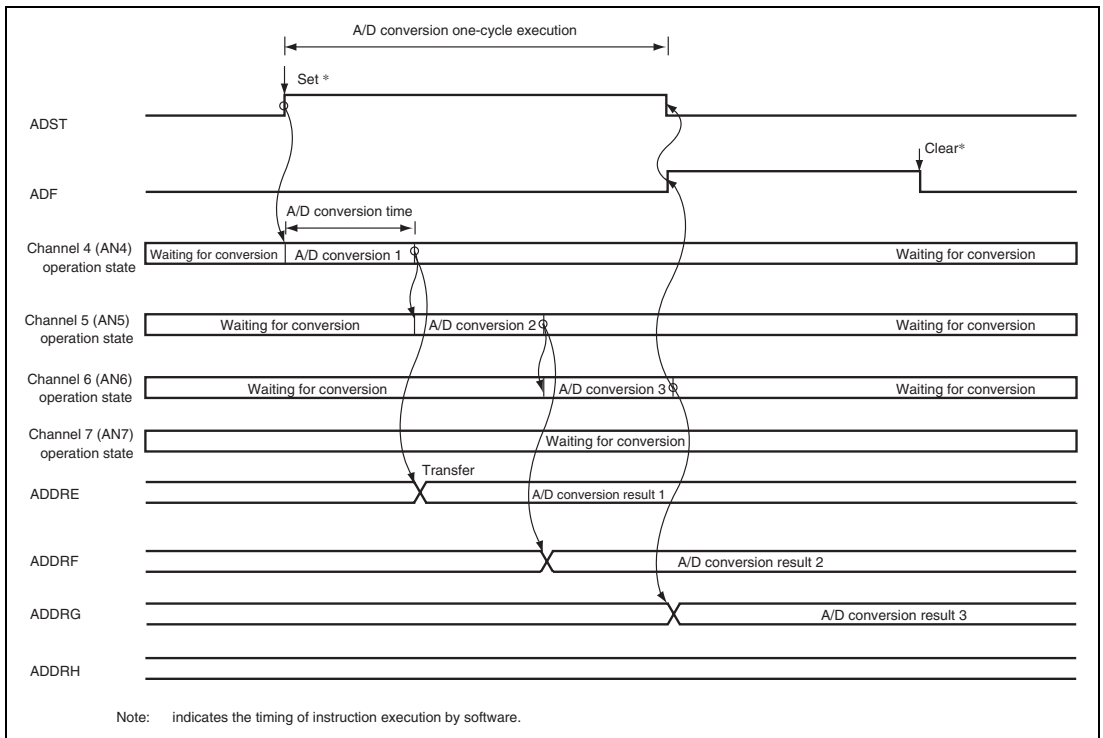 A/D conversion one-cycle execution
Set *
ADST
Clear*
ADF
A/D conversion time
Channel 4 (AN4)
operation state
Waiting for conversion
A/D conversion 1
Waiting for conversion
Channel 5 (AN5)
operation state
Waiting for conversion
A/D conversion 2
Waiting for conversion
Channel 6 (AN6)
operation state
Waiting for conversion
A/D conversion 3
Waiting for conversion
Channel 7 (AN7)
operation state
Waiting for conversion
Transfer
ADDRE
A/D conversion result 1
ADDRF
A/D conversion result 2
ADDRG
A/D conversion result 3
ADDRH
Note: indicates the timing of instruction execution by software.